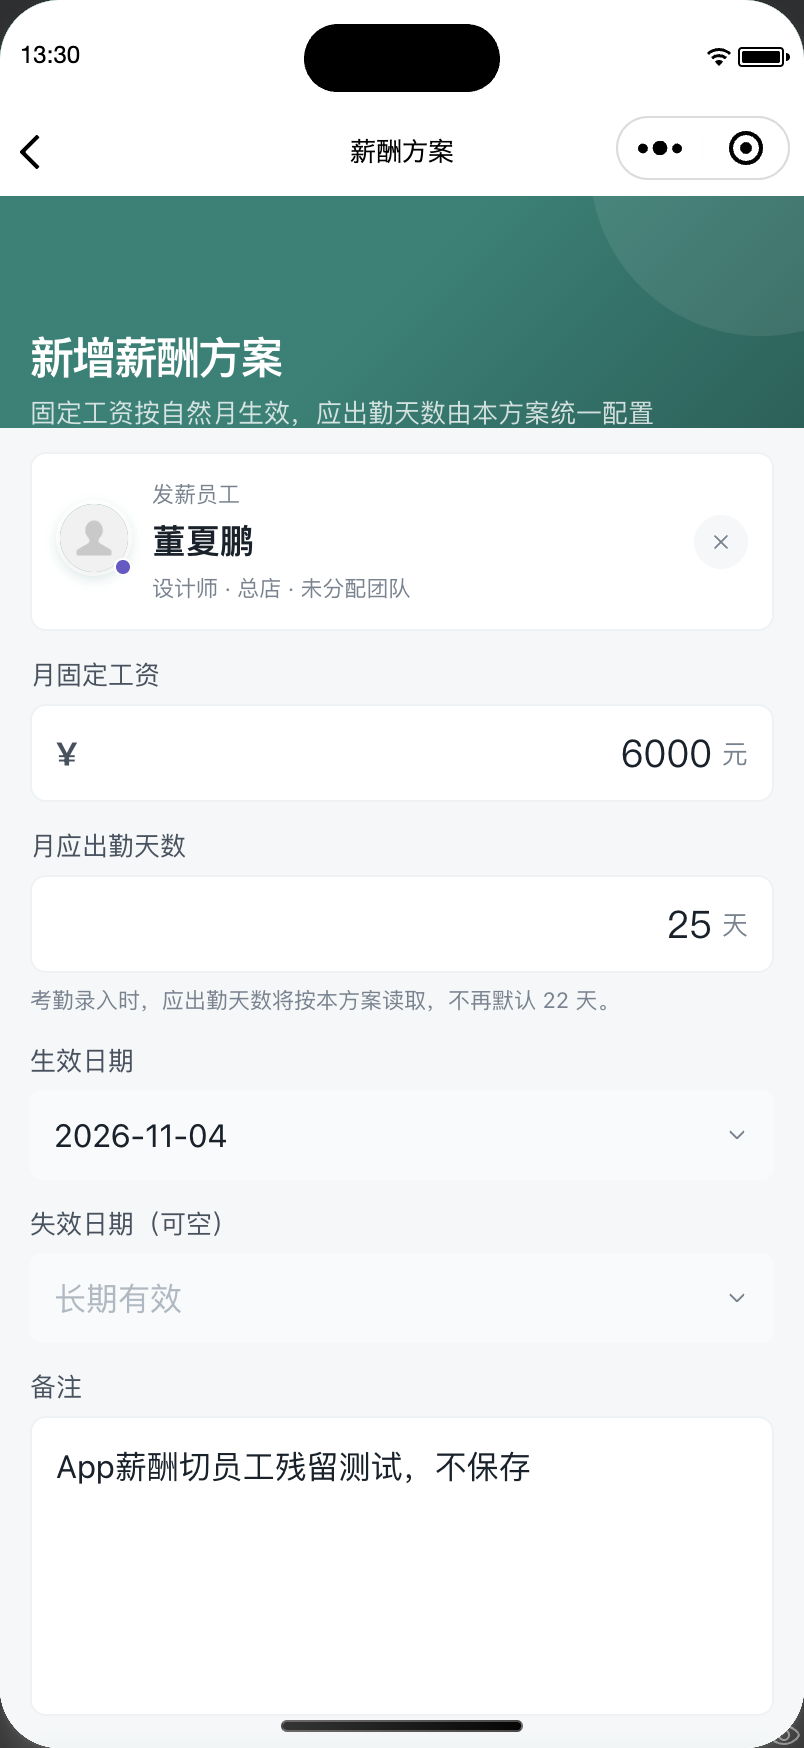 13:30
薪酬方案
新增薪酬方案
固定工资按自然月生效，应出勤天数由本方案统一配置
发薪员工
董夏鹏
设计师 · 总店 · 未分配团队
月固定工资
¥ 6000 元
月应出勤天数
25 天
考勤录入时，应出勤天数将按本方案读取，不再默认 22 天。
生效日期
2026-11-04
失效日期（可空）
长期有效
备注
App薪酬切员工残留测试，不保存